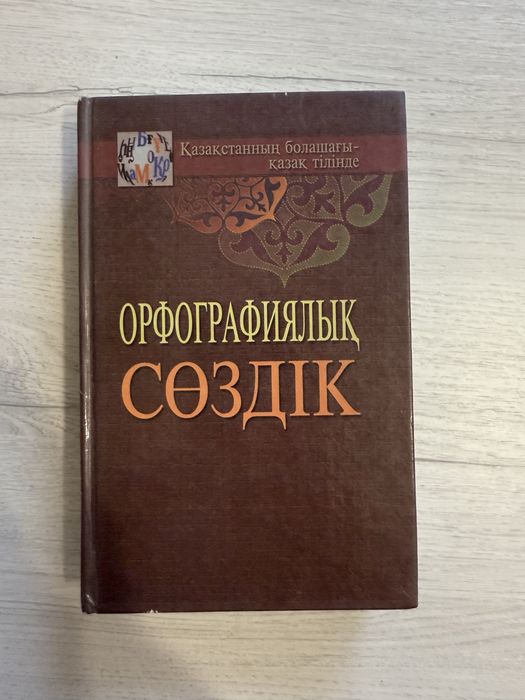 Қазақстанның болашағы-
қазақ тілінде
ОРФОГРАФИЯЛЫҚ
СӨЗДІК